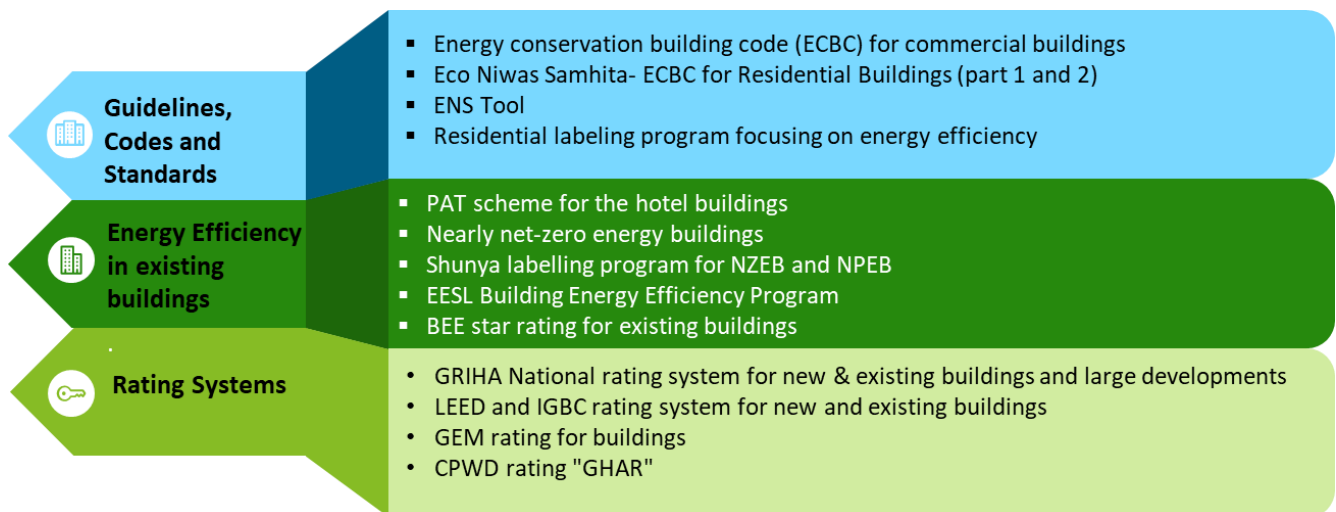 Guidelines,
Codes and
Standards
▪ Energy conservation building code (ECBC) for commercial buildings
▪ Eco Niwas Samhita- ECBC for Residential Buildings (part 1 and 2)
▪ ENS Tool
▪ Residential labeling program focusing on energy efficiency
Energy Efficiency
in existing
buildings
.
▪ PAT scheme for the hotel buildings
▪ Nearly net-zero energy buildings
▪ Shunya labelling program for NZEB and NPEB
▪ EESL Building Energy Efficiency Program
▪ BEE star rating for existing buildings
Rating Systems
• GRIHA National rating system for new & existing buildings and large developments
• LEED and IGBC rating system for new and existing buildings
• GEM rating for buildings
• CPWD rating "GHAR"